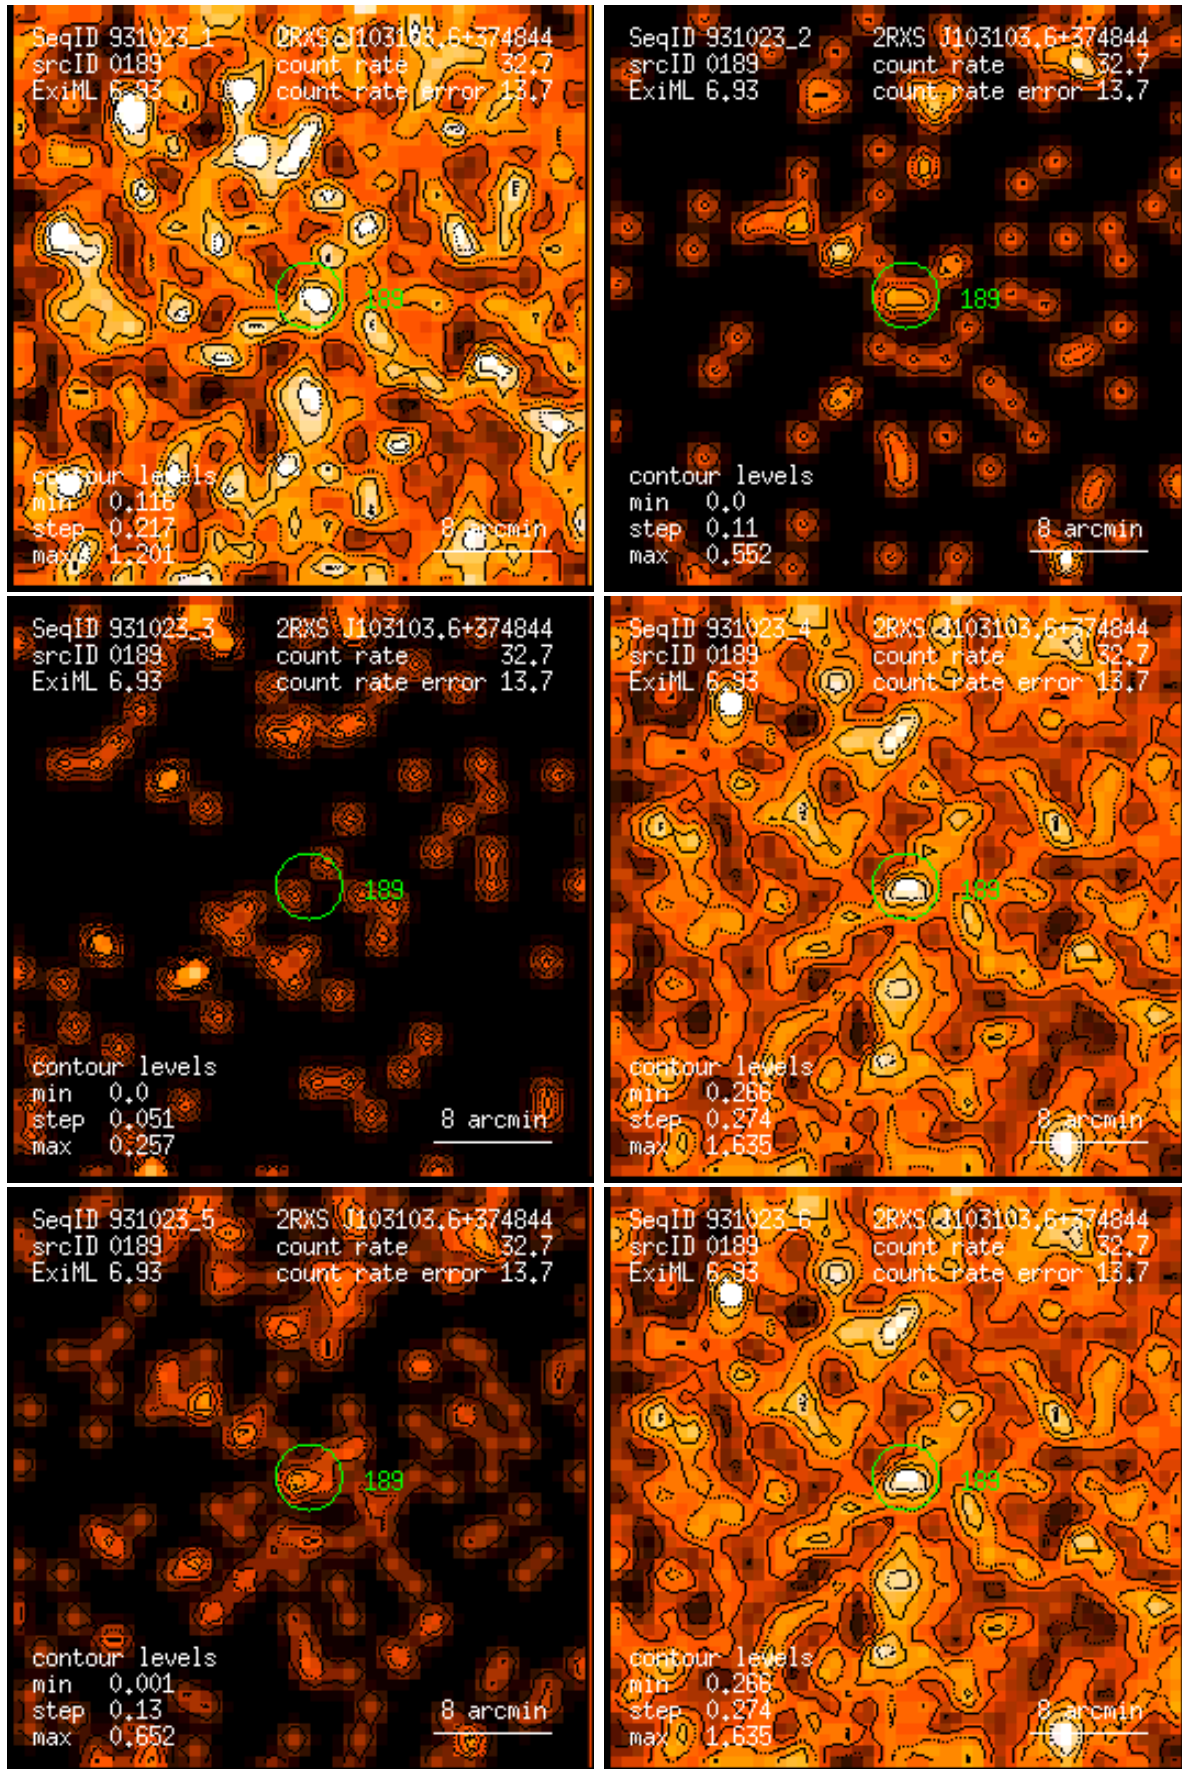 SeqID 931023_1 2RXS J103103.6+374844
srcID 0189 count rate 32.7
ExiML 6.93 count rate error 13.7
189
contour levels
min 0.116
step 0.217
max 1.201
8 arcmin
SeqID 931023_2 2RXS J103103.6+374844
srcID 0189 count rate 32.7
ExiML 6.93 count rate error 13.7
189
contour levels
min 0.0
step 0.11
max 0.552
8 arcmin
SeqID 931023_3 2RXS J103103.6+374844
srcID 0189 count rate 32.7
ExiML 6.93 count rate error 13.7
189
contour levels
min 0.0
step 0.051
max 0.257
8 arcmin
SeqID 931023_4 2RXS J103103.6+374844
srcID 0189 count rate 32.7
ExiML 6.93 count rate error 13.7
189
contour levels
min 0.266
step 0.274
max 1.635
8 arcmin
SeqID 931023_5 2RXS J103103.6+374844
srcID 0189 count rate 32.7
ExiML 6.93 count rate error 13.7
189
contour levels
min 0.001
step 0.13
max 0.652
8 arcmin
SeqID 931023_6 2RXS J103103.6+374844
srcID 0189 count rate 32.7
ExiML 6.93 count rate error 13.7
189
contour levels
min 0.266
step 0.274
max 1.635
8 arcmin